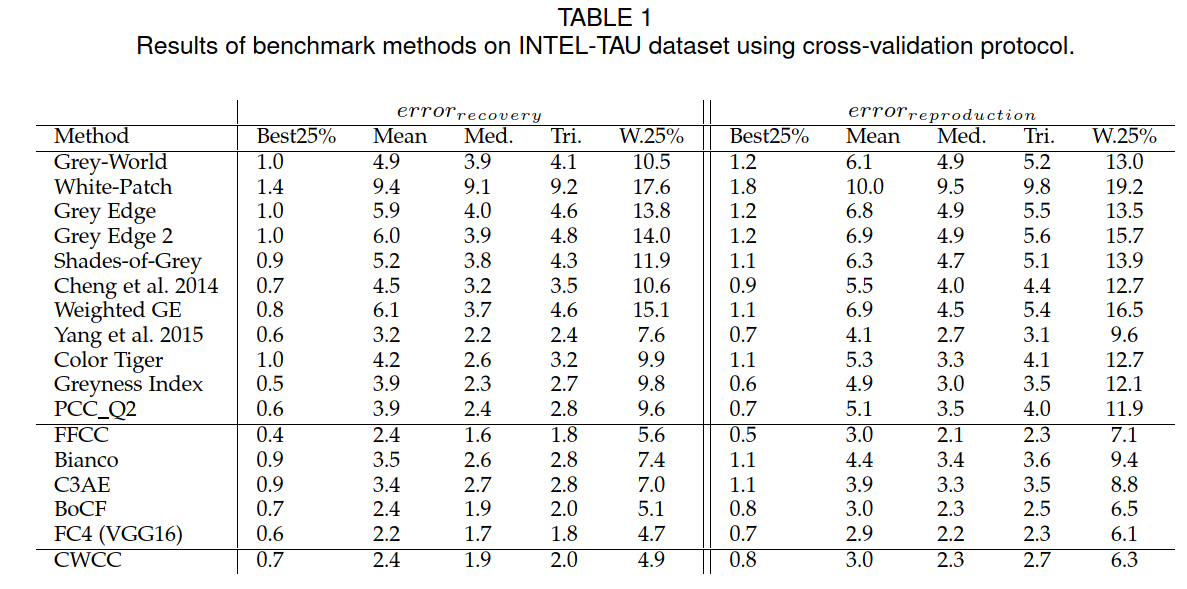 TABLE 1
Results of benchmark methods on INTEL-TAU dataset using cross-validation protocol.
error_recovery error_reproduction
Method Best25% Mean Med. Tri. W.25% Best25% Mean Med. Tri. W.25%
Grey-World 1.0 4.9 3.9 4.1 10.5 1.2 6.1 4.9 5.2 13.0
White-Patch 1.4 9.4 9.1 9.2 17.6 1.8 10.0 9.5 9.8 19.2
Grey Edge 1.0 5.9 4.0 4.6 13.8 1.2 6.8 4.9 5.5 13.5
Grey Edge 2 1.0 6.0 3.9 4.8 14.0 1.2 6.9 4.9 5.6 15.7
Shades-of-Grey 0.9 5.2 3.8 4.3 11.9 1.1 6.3 4.7 5.1 13.9
Cheng et al. 2014 0.7 4.5 3.2 3.5 10.6 0.9 5.5 4.0 4.4 12.7
Weighted GE 0.8 6.1 3.7 4.6 15.1 1.1 6.9 4.5 5.4 16.5
Yang et al. 2015 0.6 3.2 2.2 2.4 7.6 0.7 4.1 2.7 3.1 9.6
Color Tiger 1.0 4.2 2.6 3.2 9.9 1.1 5.3 3.3 4.1 12.7
Greyness Index 0.5 3.9 2.3 2.7 9.8 0.6 4.9 3.0 3.5 12.1
PCC_Q2 0.6 3.9 2.4 2.8 9.6 0.7 5.1 3.5 4.0 11.9
FFCC 0.4 2.4 1.6 1.8 5.6 0.5 3.0 2.1 2.3 7.1
Bianco 0.9 3.5 2.6 2.8 7.4 1.1 4.4 3.4 3.6 9.4
C3AE 0.9 3.4 2.7 2.8 7.0 1.1 3.9 3.3 3.5 8.8
BoCF 0.7 2.4 1.9 2.0 5.1 0.8 3.0 2.3 2.5 6.5
FC4 (VGG16) 0.6 2.2 1.7 1.8 4.7 0.7 2.9 2.2 2.3 6.1
CWCC 0.7 2.4 1.9 2.0 4.9 0.8 3.0 2.3 2.7 6.3